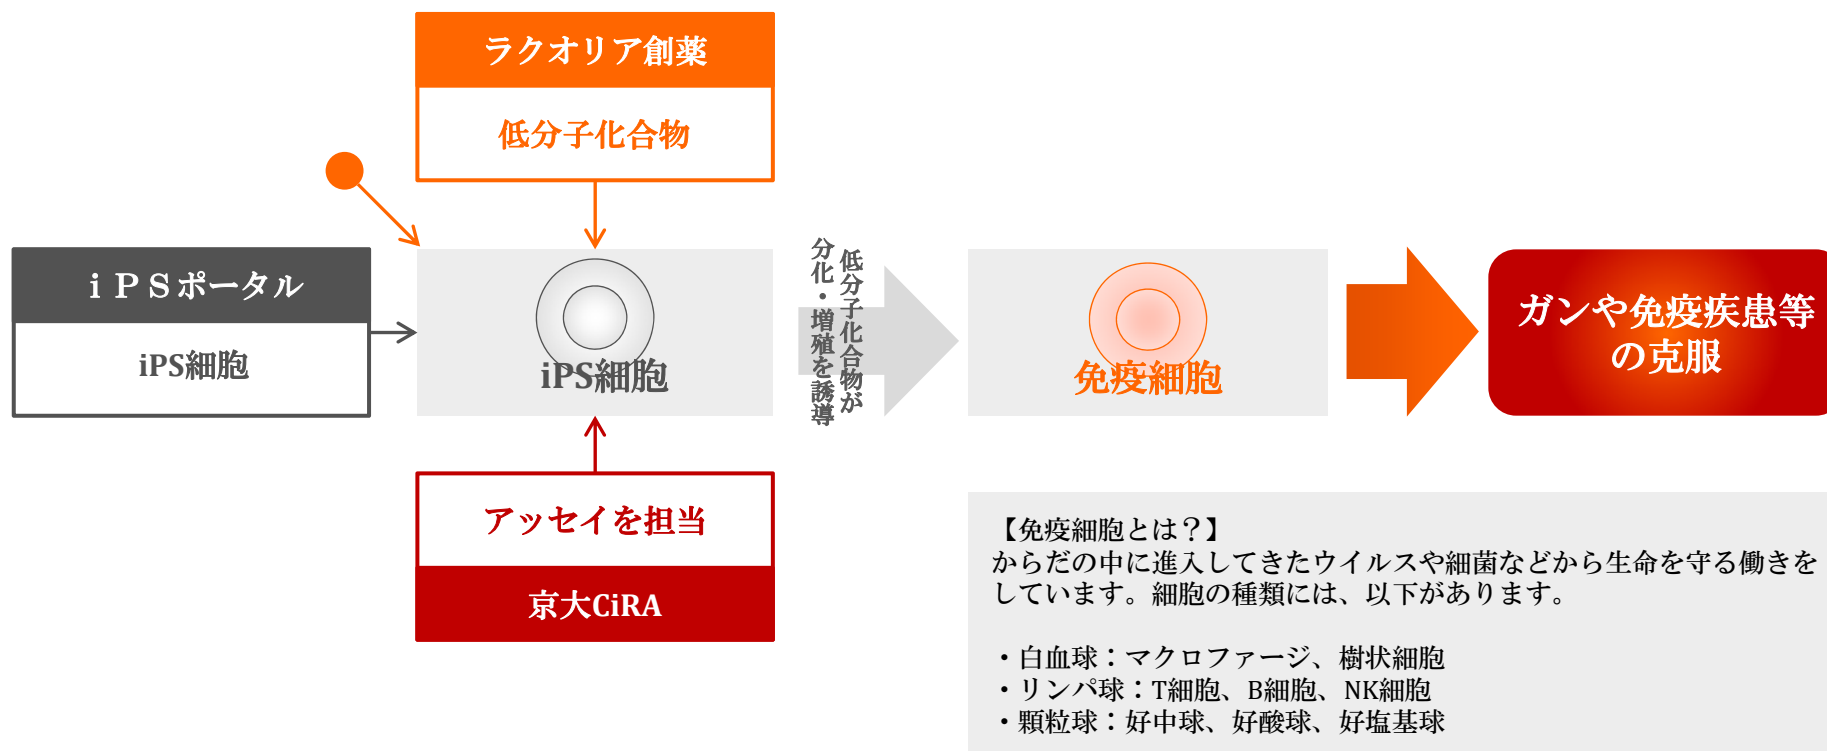 ラクオリア創薬
低分子化合物
ｉＰＳポータル
iPS細胞
iPS細胞
低分子化合物が
分化・増殖を誘導
免疫細胞
ガンや免疫疾患等
の克服
アッセイを担当
京大CiRA
【免疫細胞とは？】
からだの中に進入してきたウイルスや細菌などから生命を守る働きを
しています。細胞の種類には、以下があります。
・白血球：マクロファージ、樹状細胞
・リンパ球：T細胞、B細胞、NK細胞
・顆粒球：好中球、好酸球、好塩基球